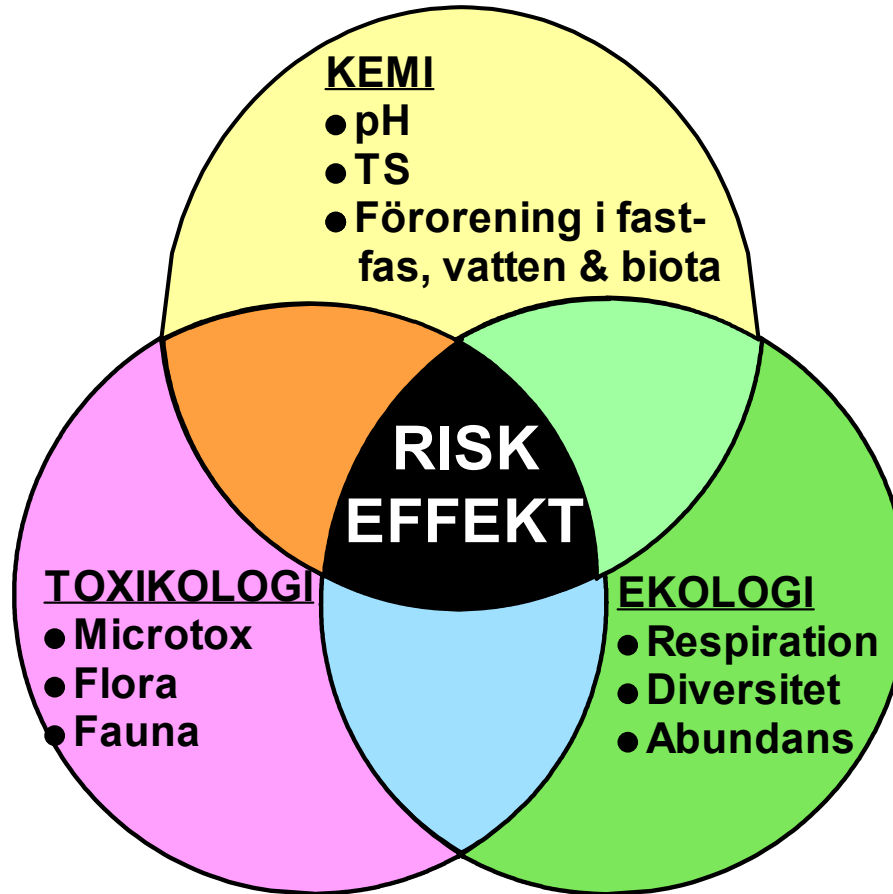 KEMI
● pH
● TS
● Förorening i fast-
fas, vatten & biota
RISK
EFFEKT
TOXIKOLOGI
● Microtox
● Flora
● Fauna
EKOLOGI
● Respiration
● Diversitet
● Abundans